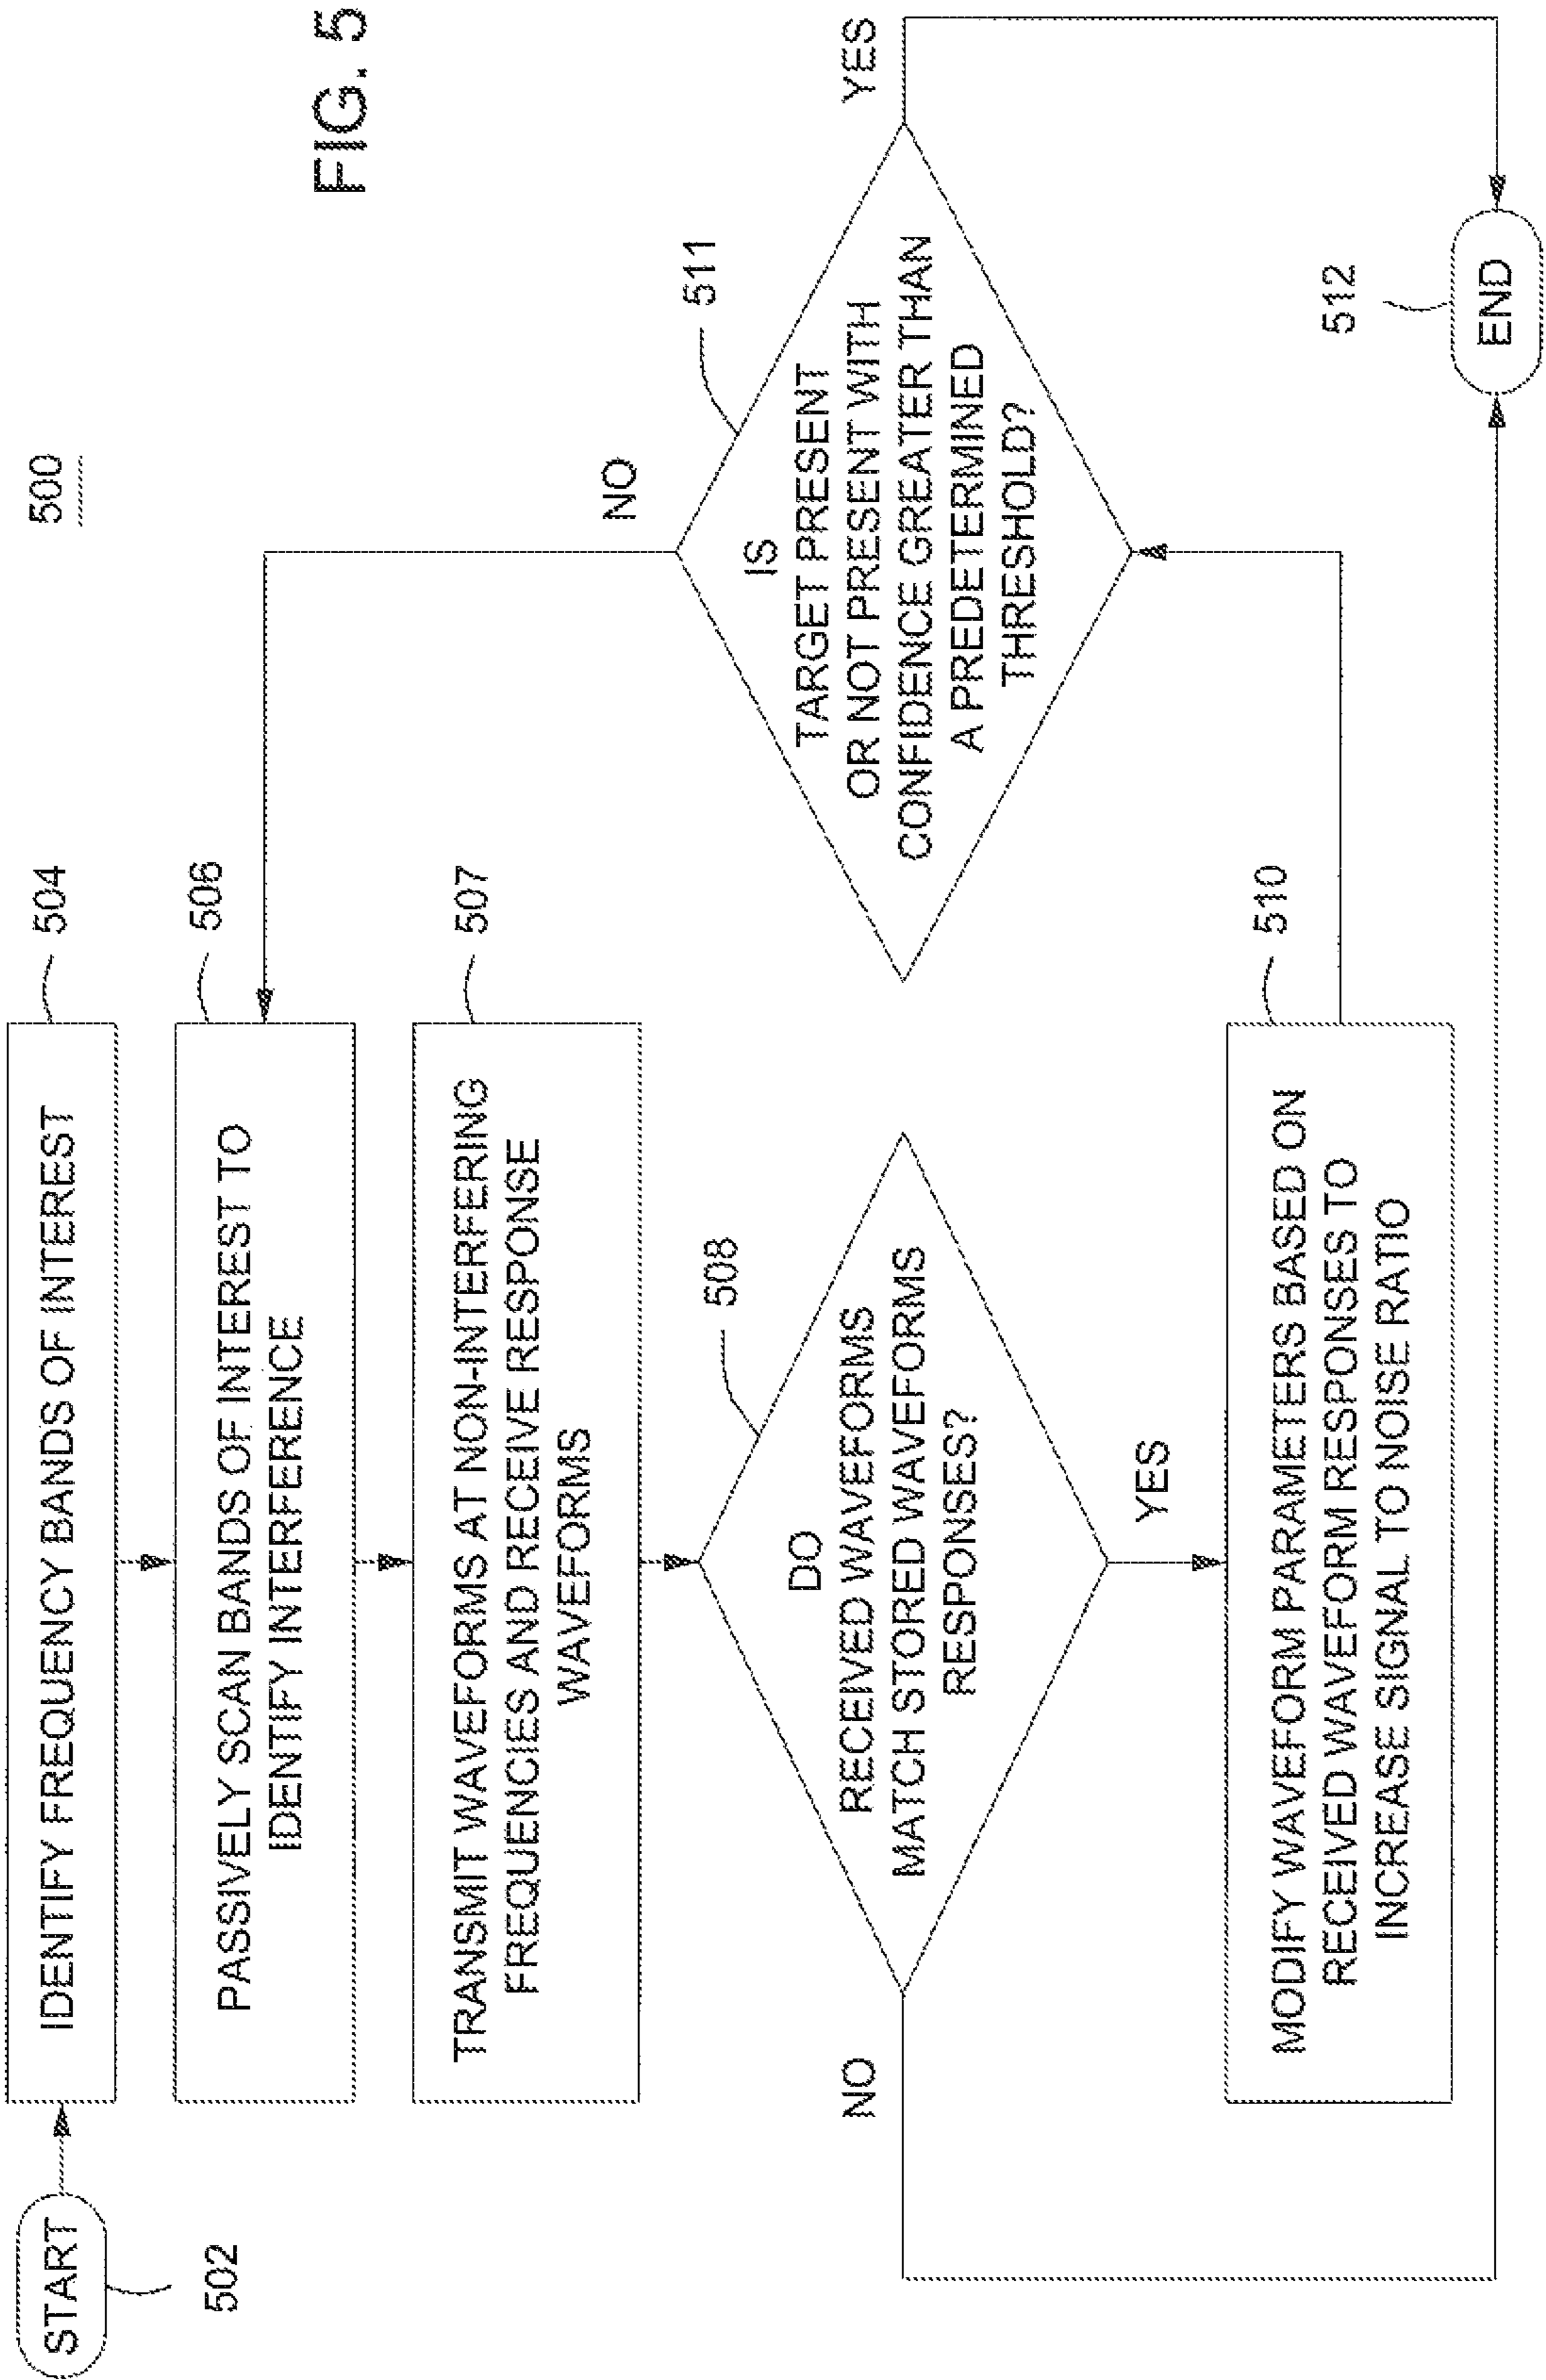 500
FIG. 5
START
502
IDENTIFY FREQUENCY BANDS OF INTEREST
504
PASSIVELY SCAN BANDS OF INTEREST TO
IDENTIFY INTERFERENCE
506
TRANSMIT WAVEFORMS AT NON-INTERFERING
FREQUENCIES AND RECEIVE RESPONSE
WAVEFORMS
507
DO
RECEIVED WAVEFORMS
MATCH STORED WAVEFORMS
RESPONSES?
508
NO
YES
MODIFY WAVEFORM PARAMETERS BASED ON
RECEIVED WAVEFORM RESPONSES TO
INCREASE SIGNAL TO NOISE RATIO
510
IS
TARGET PRESENT
OR NOT PRESENT WITH
CONFIDENCE GREATER THAN
A PREDETERMINED
THRESHOLD?
511
NO
YES
END
512